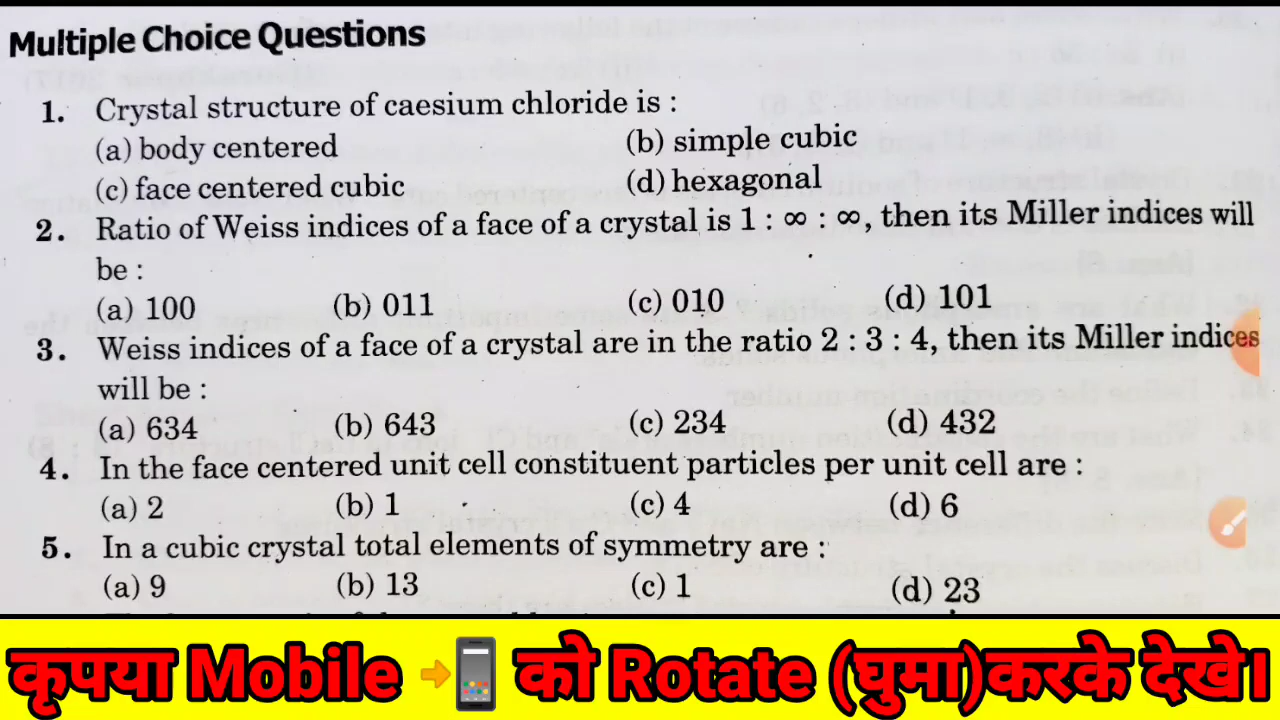 Multiple Choice Questions
1. Crystal structure of caesium chloride is :
(a) body centered (b) simple cubic
(c) face centered cubic (d) hexagonal
2. Ratio of Weiss indices of a face of a crystal is 1 : ∞ : ∞, then its Miller indices will
be :
(a) 100 (b) 011 (c) 010 (d) 101
3. Weiss indices of a face of a crystal are in the ratio 2 : 3 : 4, then its Miller indices
will be :
(a) 634 (b) 643 (c) 234 (d) 432
4. In the face centered unit cell constituent particles per unit cell are :
(a) 2 (b) 1 (c) 4 (d) 6
5. In a cubic crystal total elements of symmetry are :
(a) 9 (b) 13 (c) 1 (d) 23
कृपया Mobile को Rotate (घुमा)करके देखे।